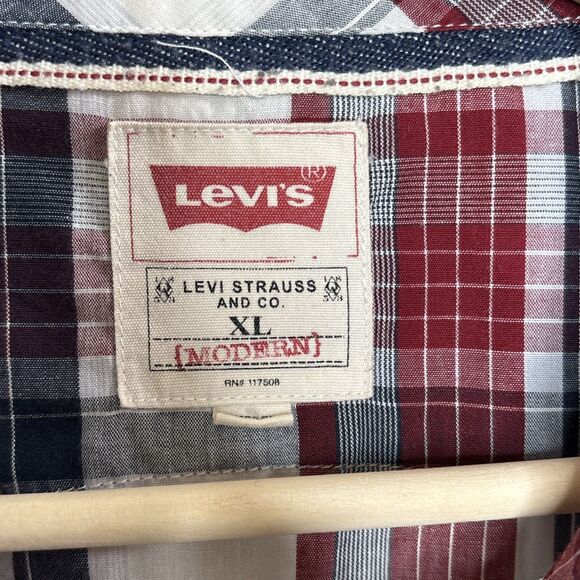 Levi's (R)
LEVI STRAUSS
AND CO.
XL
{MODERN}
RN# 117508